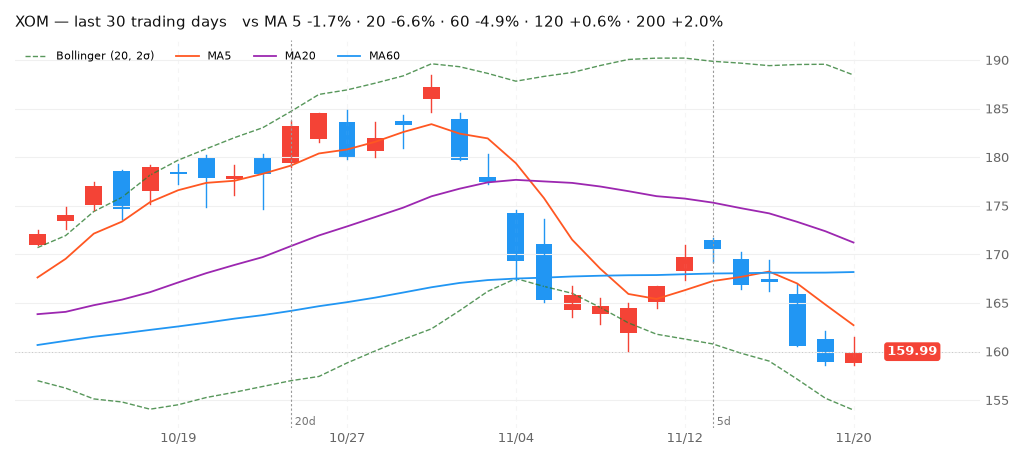 XOM — last 30 trading days vs MA 5 -1.7% · 20 -6.6% · 60 -4.9% · 120 +0.6% · 200 +2.0%
Bollinger (20, 2σ) MA5 MA20 MA60
190
185
180
175
170
165
160
155
159.99
20d
5d
10/19 10/27 11/04 11/12 11/20